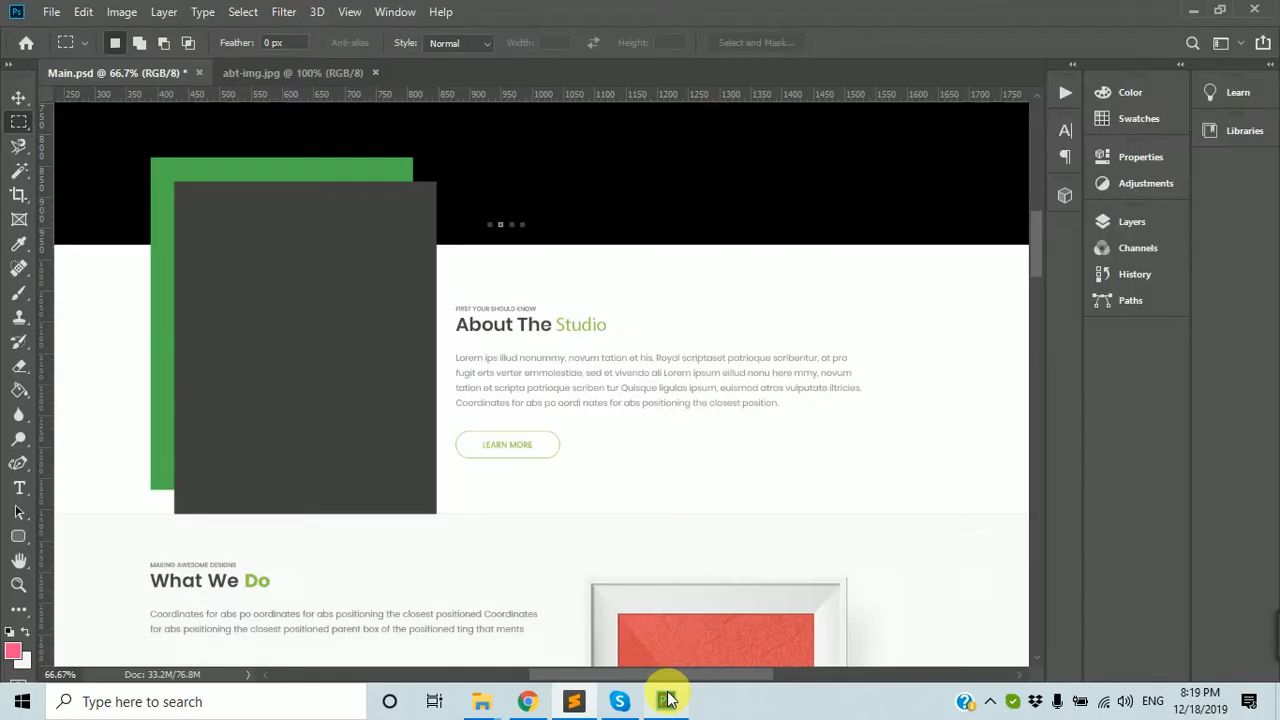 Ps File Edit Image Layer Type Select Filter 3D View Window Help
Feather: 0 px Anti-alias Style: Normal Width: Height: Select and Mask...
Main.psd @ 66.7% (RGB/8) * abt-img.jpg @ 100% (RGB/8)
250 300 350 400 450 500 550 600 650 700 750 800 850 900 950 1000 1050 1100 1150 1200 1250 1300 1350 1400 1450 1500 1550 1600 1650 1700 1750
Color
Swatches
Properties
Adjustments
Layers
Channels
History
Paths
Learn
Libraries
FIRST YOUR SHOULD KNOW
About The Studio
Lorem ips illud nonummy, novum tation et his. Royal scriptaset patrioque scribentur, at pro
fugit erts verter emmolestiae, sed et vivendo ali Lorem ipsum eillud nonu here mmy, novum
tation et scripta patrioque scriben tur Quisque ligulas ipsum, euismod atras vulputate iltricies.
Coordinates for abs po oordi nates for abs positioning the closest position.
LEARN MORE
MAKING AWESOME DESIGNS
What We Do
Coordinates for abs po oordinates for abs positioning the closest positioned Coordinates
for abs positioning the closest positioned parent box of the positioned ting that ments
66.67% Doc: 33.2M/76.8M
Type here to search
ENG
8:19 PM
12/18/2019